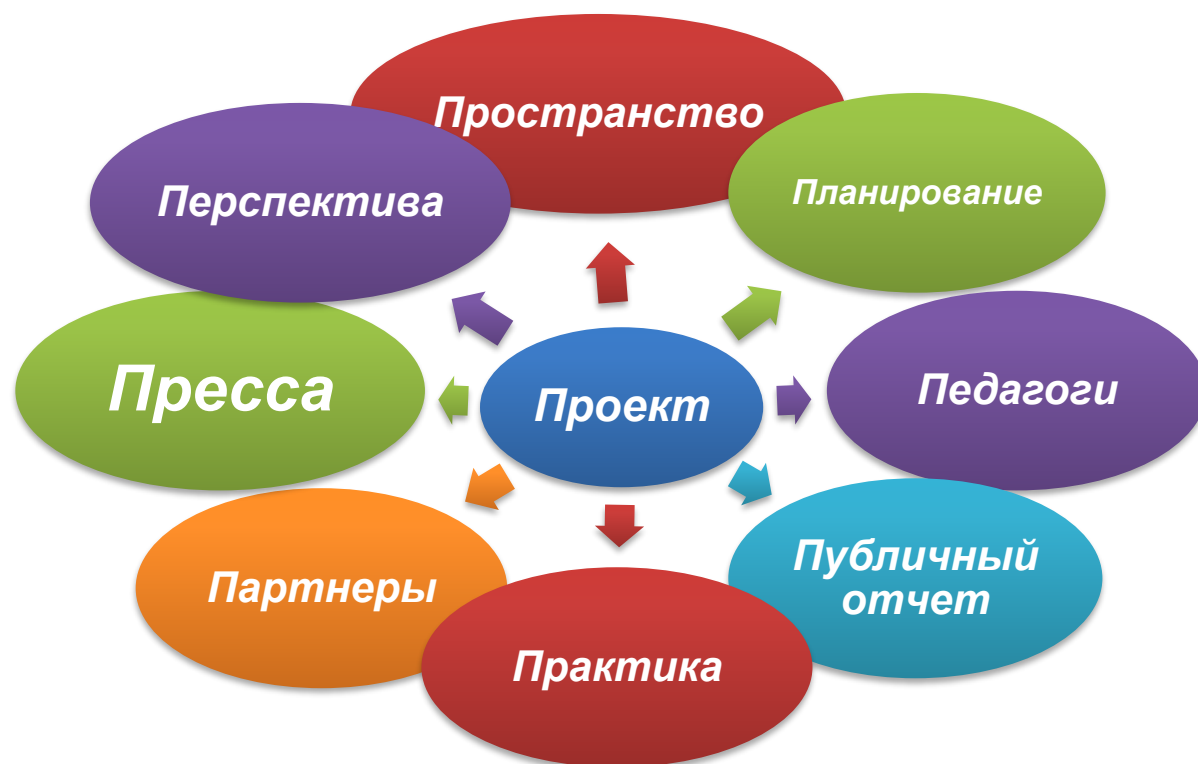 Пространство
Перспектива
Планирование
Пресса
Проект
Педагоги
Партнеры
Публичный
отчет
Практика